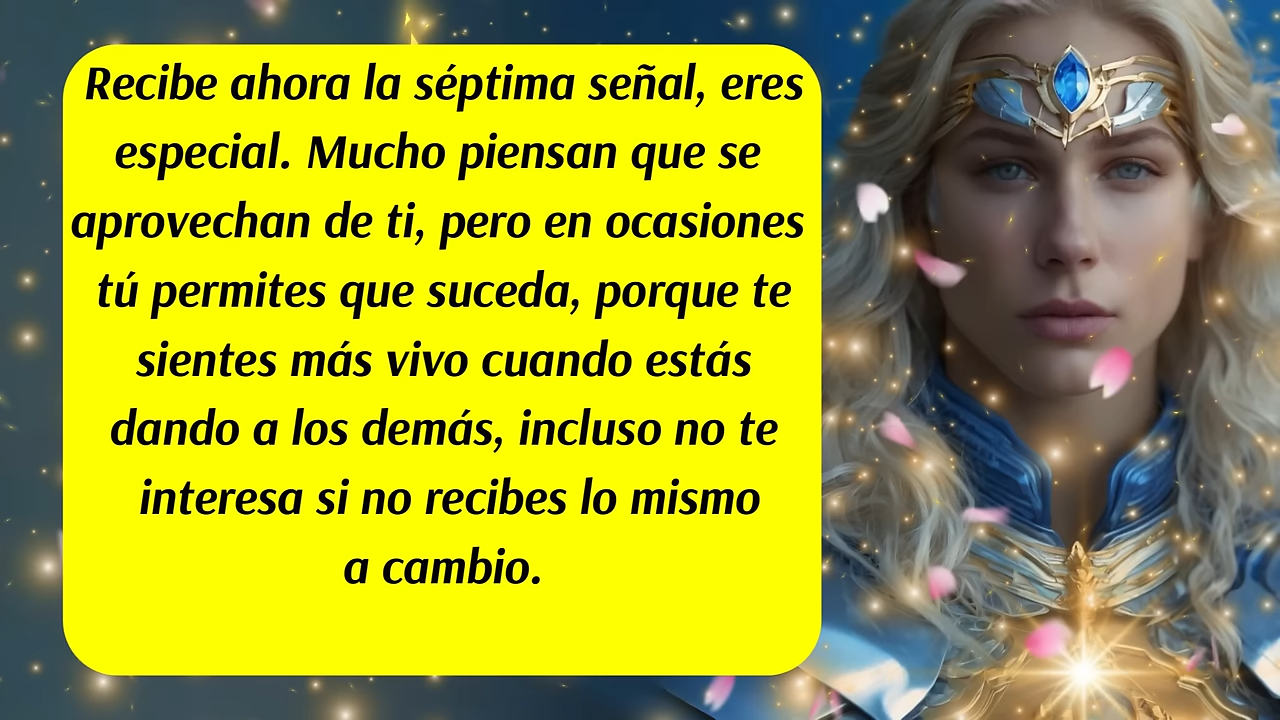 Recibe ahora la séptima señal, eres
especial. Mucho piensan que se
aprovechan de ti, pero en ocasiones
tú permites que suceda, porque te
sientes más vivo cuando estás
dando a los demás, incluso no te
interesa si no recibes lo mismo
a cambio.